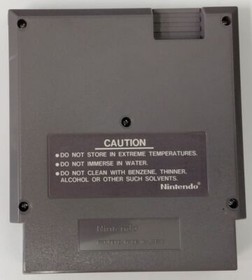 CAUTION
■DO NOT STORE IN EXTREME TEMPERATURES.
■DO NOT IMMERSE IN WATER.
■DO NOT CLEAN WITH BENZENE, THINNER,
ALCOHOL OR OTHER SUCH SOLVENTS.
Nintendo®
Nintendo